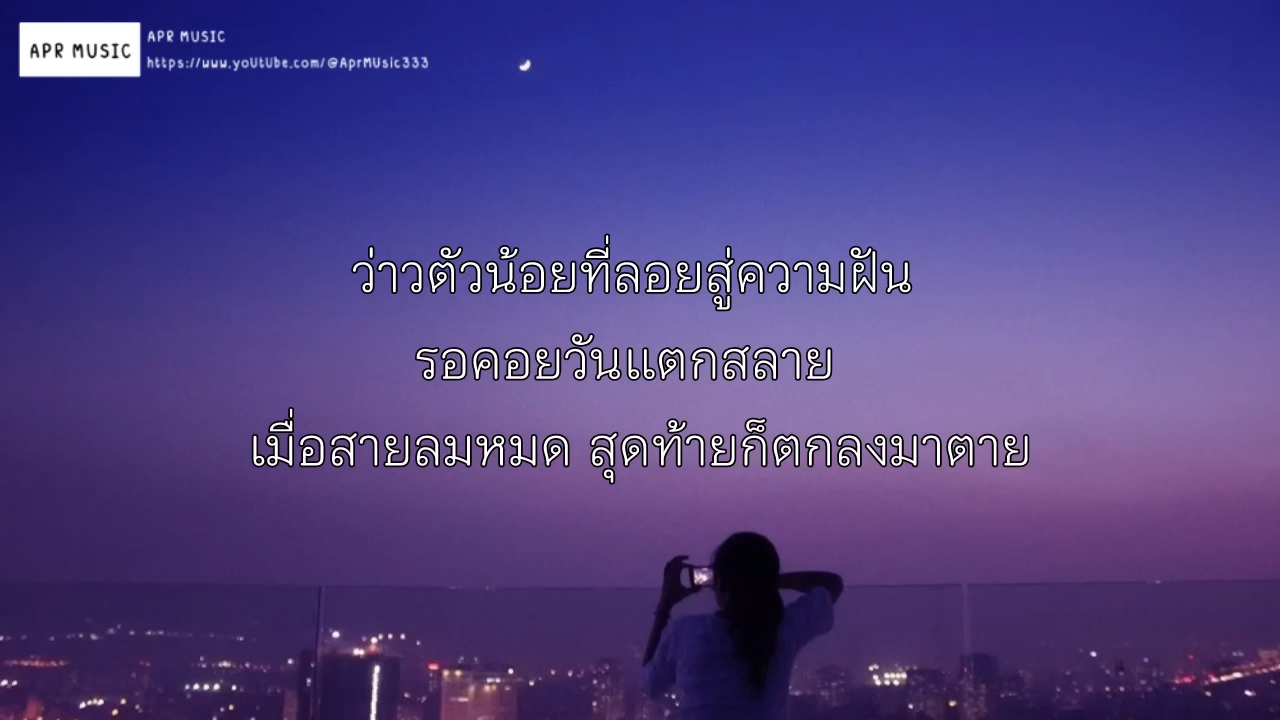 APR MUSIC
APR MUSIC
https://www.youtube.com/@AprMusic333
ว่าวตัวน้อยที่ลอยสู่ความฝัน
รอคอยวันแตกสลาย
เมื่อสายลมหมด สุดท้ายก็ตกลงมาตาย